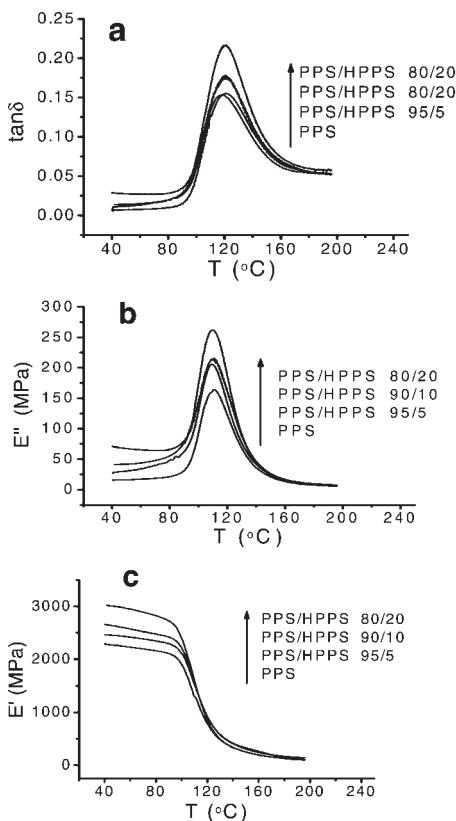 a
0.25
0.20
0.15
0.10
0.05
0.00
tanδ
PPS/HPPS 80/20
PPS/HPPS 80/20
PPS/HPPS 95/5
PPS
40 80 120 160 200 240
T (°C)
b
300
250
200
150
100
50
0
E" (MPa)
PPS/HPPS 80/20
PPS/HPPS 90/10
PPS/HPPS 95/5
PPS
40 80 120 160 200 240
T (°C)
c
3000
2000
1000
0
E' (MPa)
PPS/HPPS 80/20
PPS/HPPS 90/10
PPS/HPPS 95/5
PPS
40 80 120 160 200 240
T (°C)